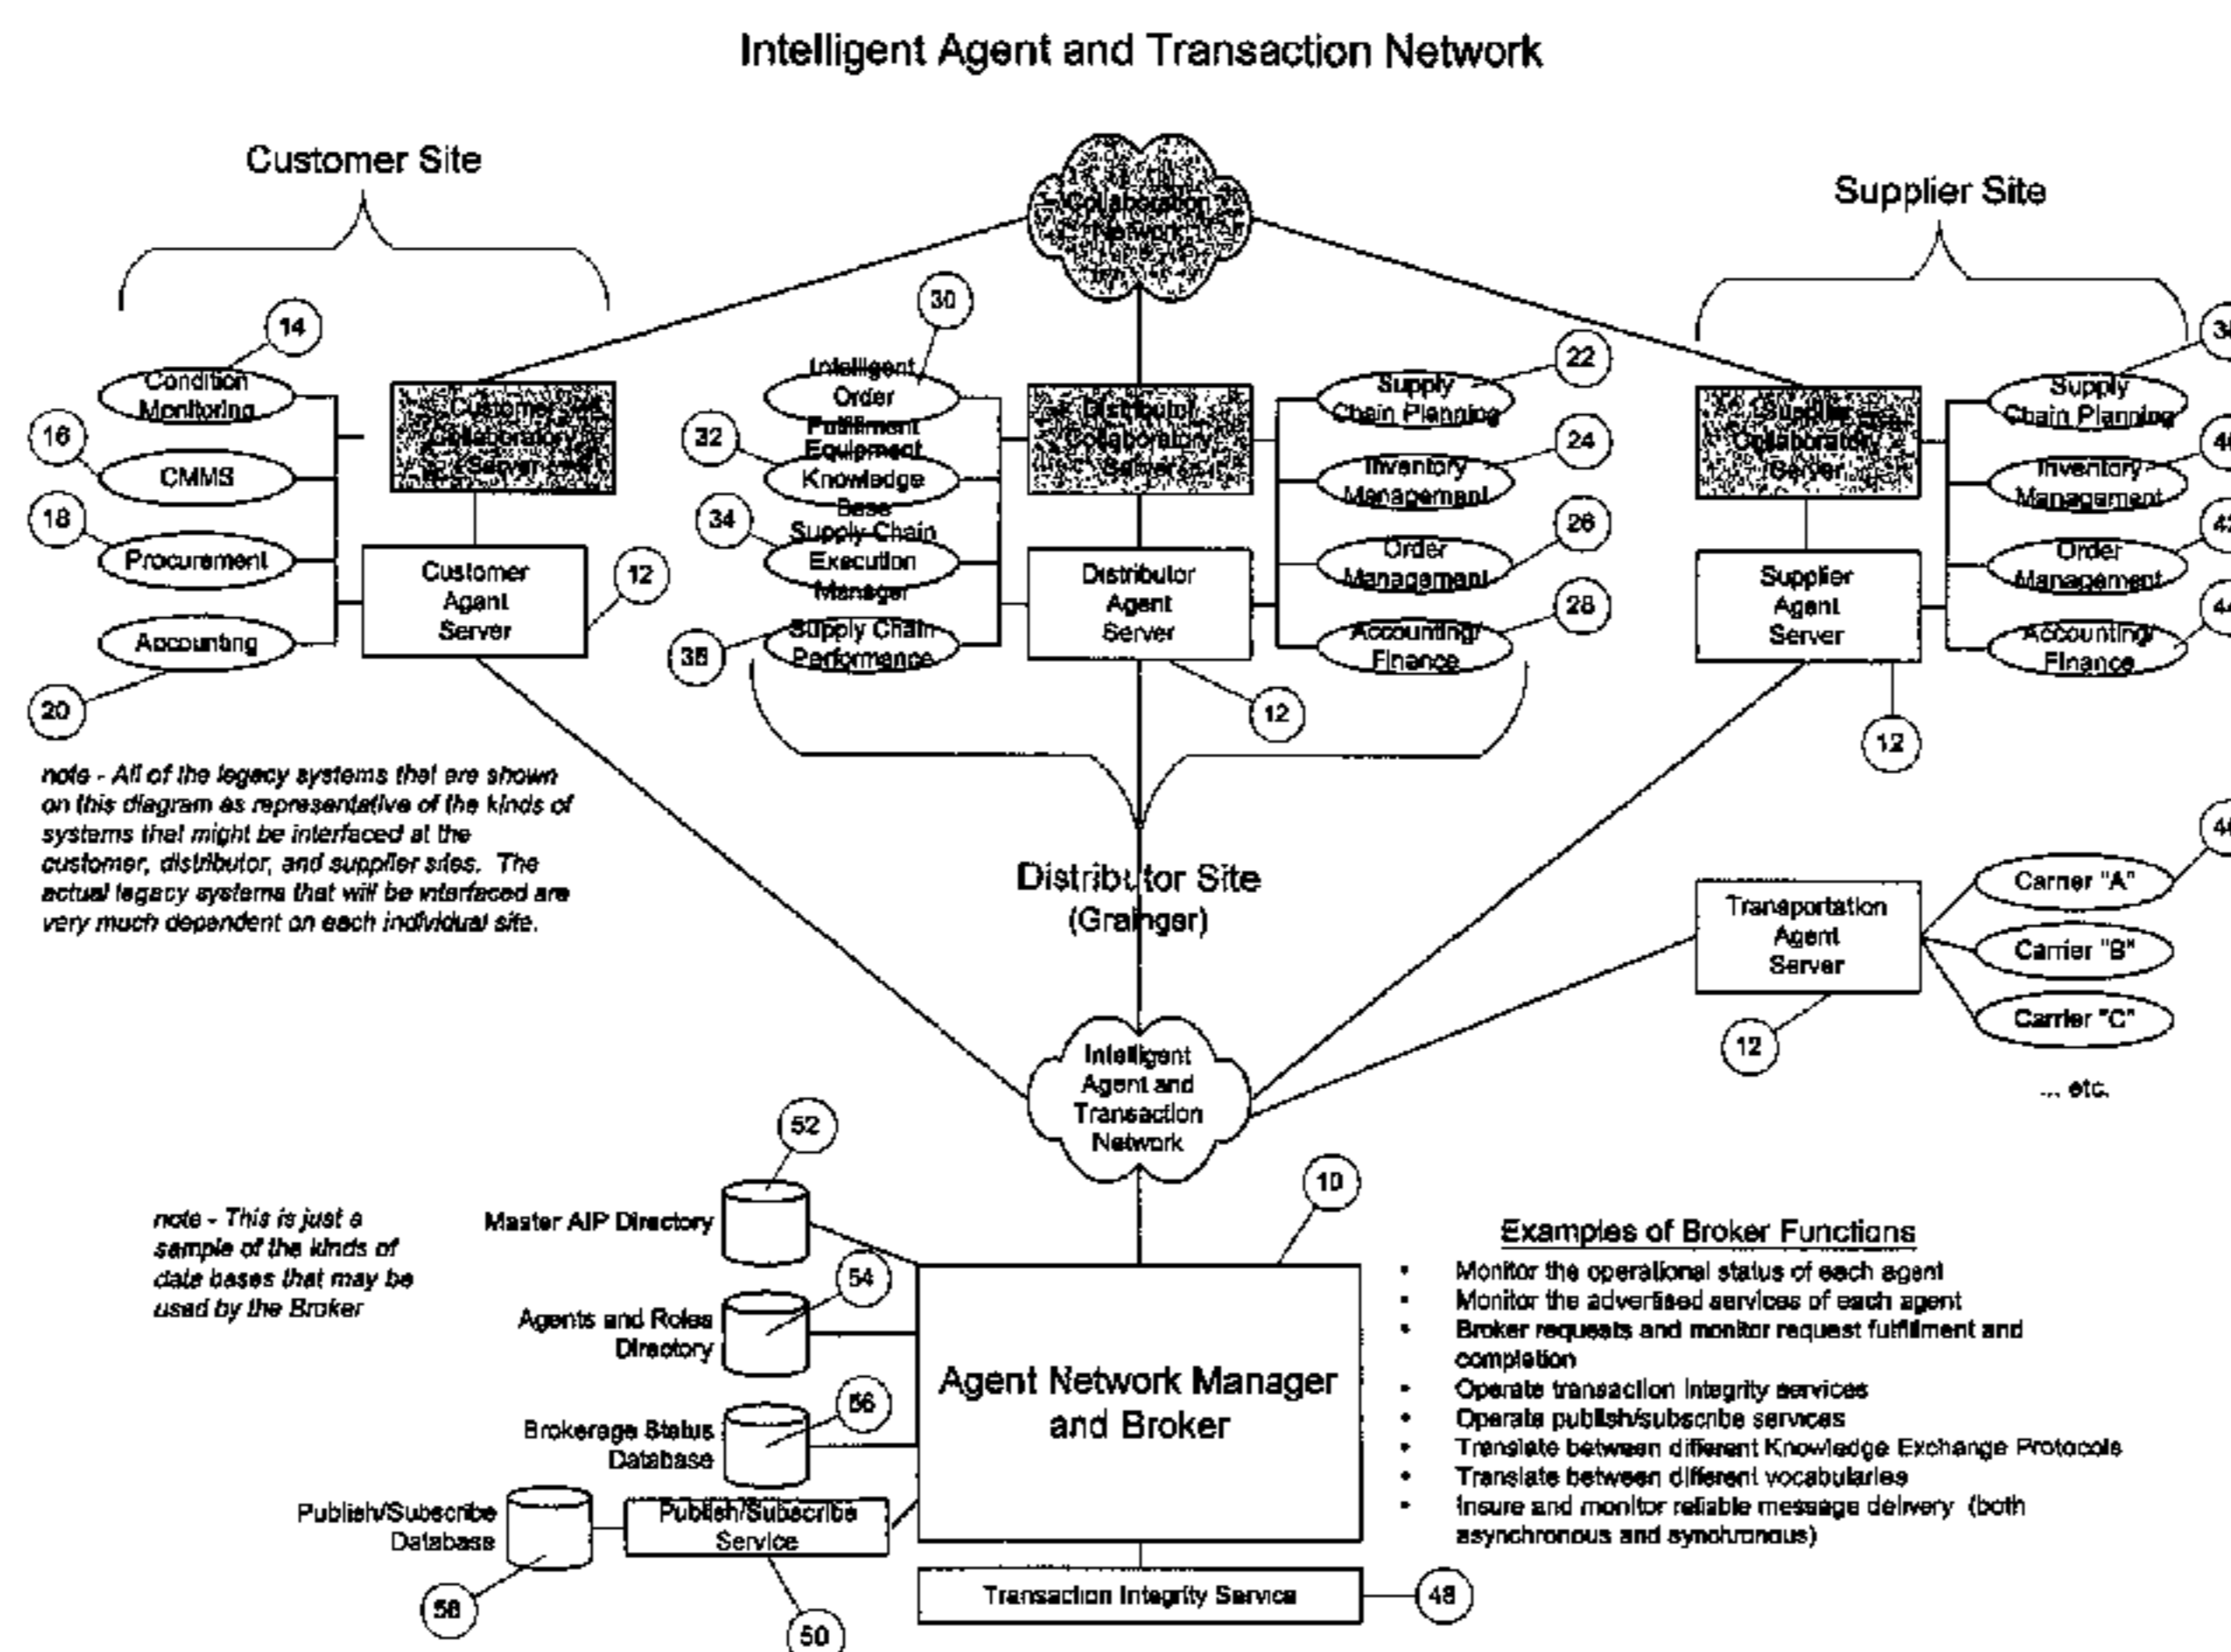 Intelligent Agent and Transaction Network
Customer Site
Supplier Site
Collaboration
Network
14
Condition
Monitoring
16
CMMS
18
Procurement
Accounting
20
Customer
Collaboratory
Server
Customer
Agent
Server
12
30
Intelligent
Order
Fulfillment
32
Equipment
Knowledge
Base
34
Supply Chain
Execution
Manager
Supply Chain
Performance
Distributor
Collaboratory
Server
Distributor
Agent
Server
12
22
Supply
Chain Planning
24
Inventory
Management
26
Order
Management
28
Accounting/
Finance
Supplier
Collaboratory
Server
Supplier
Agent
Server
12
Supply
Chain Planning
Inventory
Management
Order
Management
44
Accounting/
Finance
note - All of the legacy systems that are shown
on this diagram as representative of the kinds of
systems that might be interfaced at the
customer, distributor, and supplier sites. The
actual legacy systems that will be interfaced are
very much dependent on each individual site.
Distributor Site
(Grainger)
Transportation
Agent
Server
12
Carrier "A"
Carrier "B"
Carrier "C"
... etc.
Intelligent
Agent and
Transaction
Network
52
Master AIP Directory
10
note - This is just a
sample of the kinds of
data bases that may be
used by the Broker
54
Agents and Roles
Directory
56
Brokerage Status
Database
Publish/Subscribe
Database
Publish/Subscribe
Service
50
Agent Network Manager
and Broker
Transaction Integrity Service
48
Examples of Broker Functions
• Monitor the operational status of each agent
• Monitor the advertised services of each agent
• Broker requests and monitor request fulfillment and
completion
• Operate transaction integrity services
• Operate publish/subscribe services
• Translate between different Knowledge Exchange Protocols
• Translate between different vocabularies
• Insure and monitor reliable message delivery (both
asynchronous and synchronous)